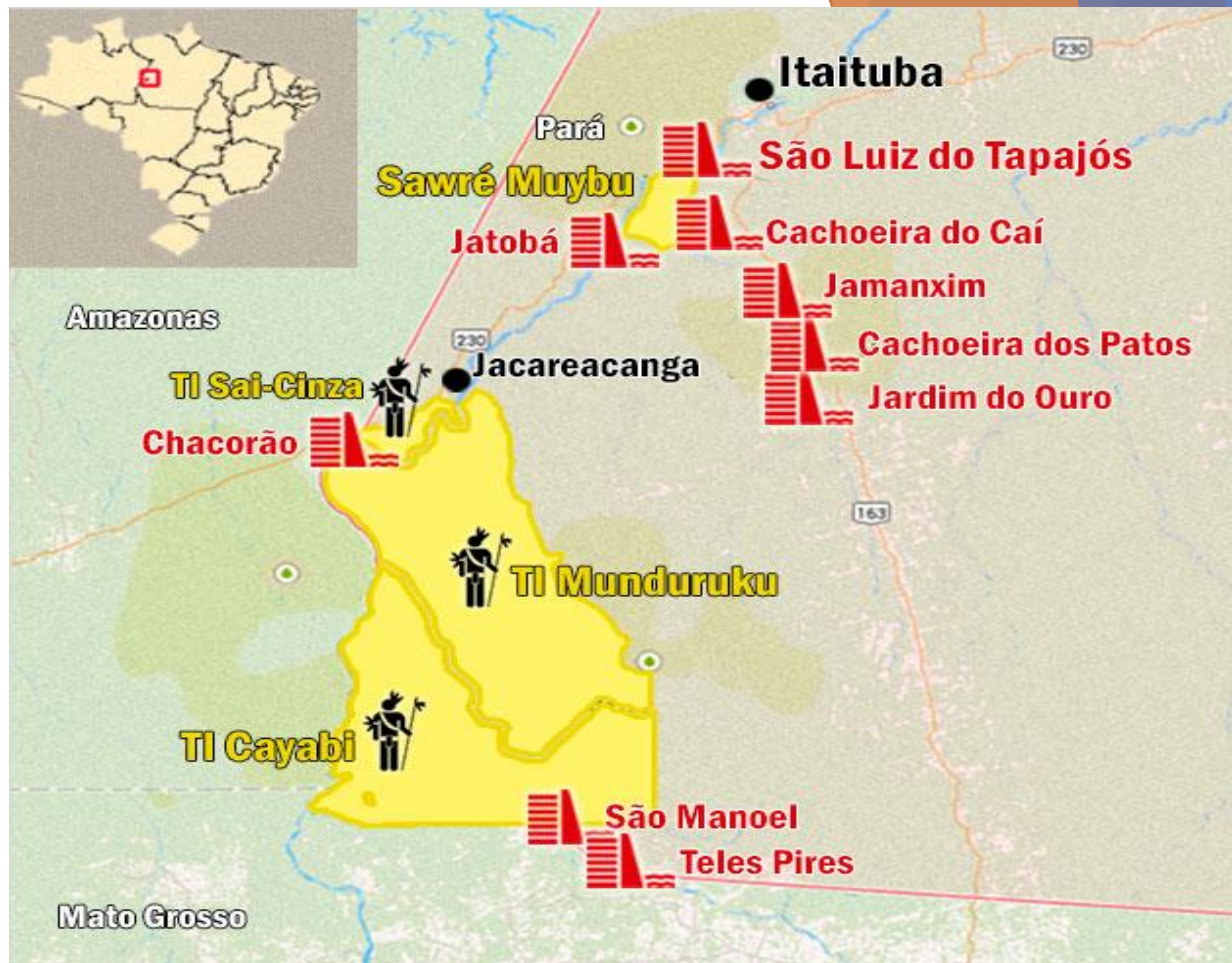 230
Itaituba
Pará
São Luiz do Tapajós
Sawré Muybu
Jatobá
Cachoeira do Caí
Jamanxim
Amazonas
230
Cachoeira dos Patos
Jacareacanga
TI Sai-Cinza
Jardim do Ouro
Chacorão
163
TI Munduruku
TI Cayabi
São Manoel
Teles Pires
Mato Grosso